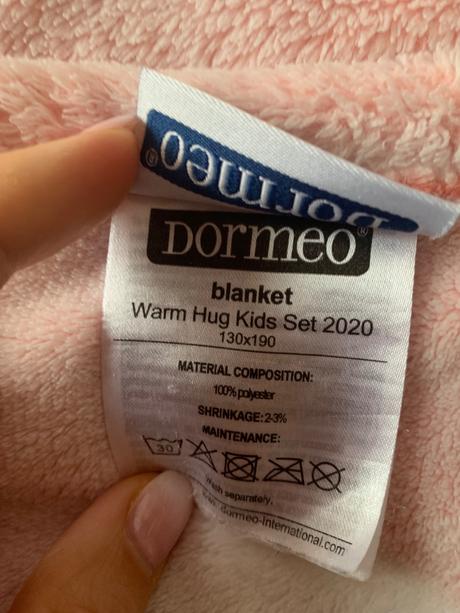 Dormeo®
DORMEO®
blanket
Warm Hug Kids Set 2020
130x190
MATERIAL COMPOSITION:
100% polyester
SHRINKAGE: 2-3%
MAINTENANCE:
30
Wash separately.
dormeo-international.com